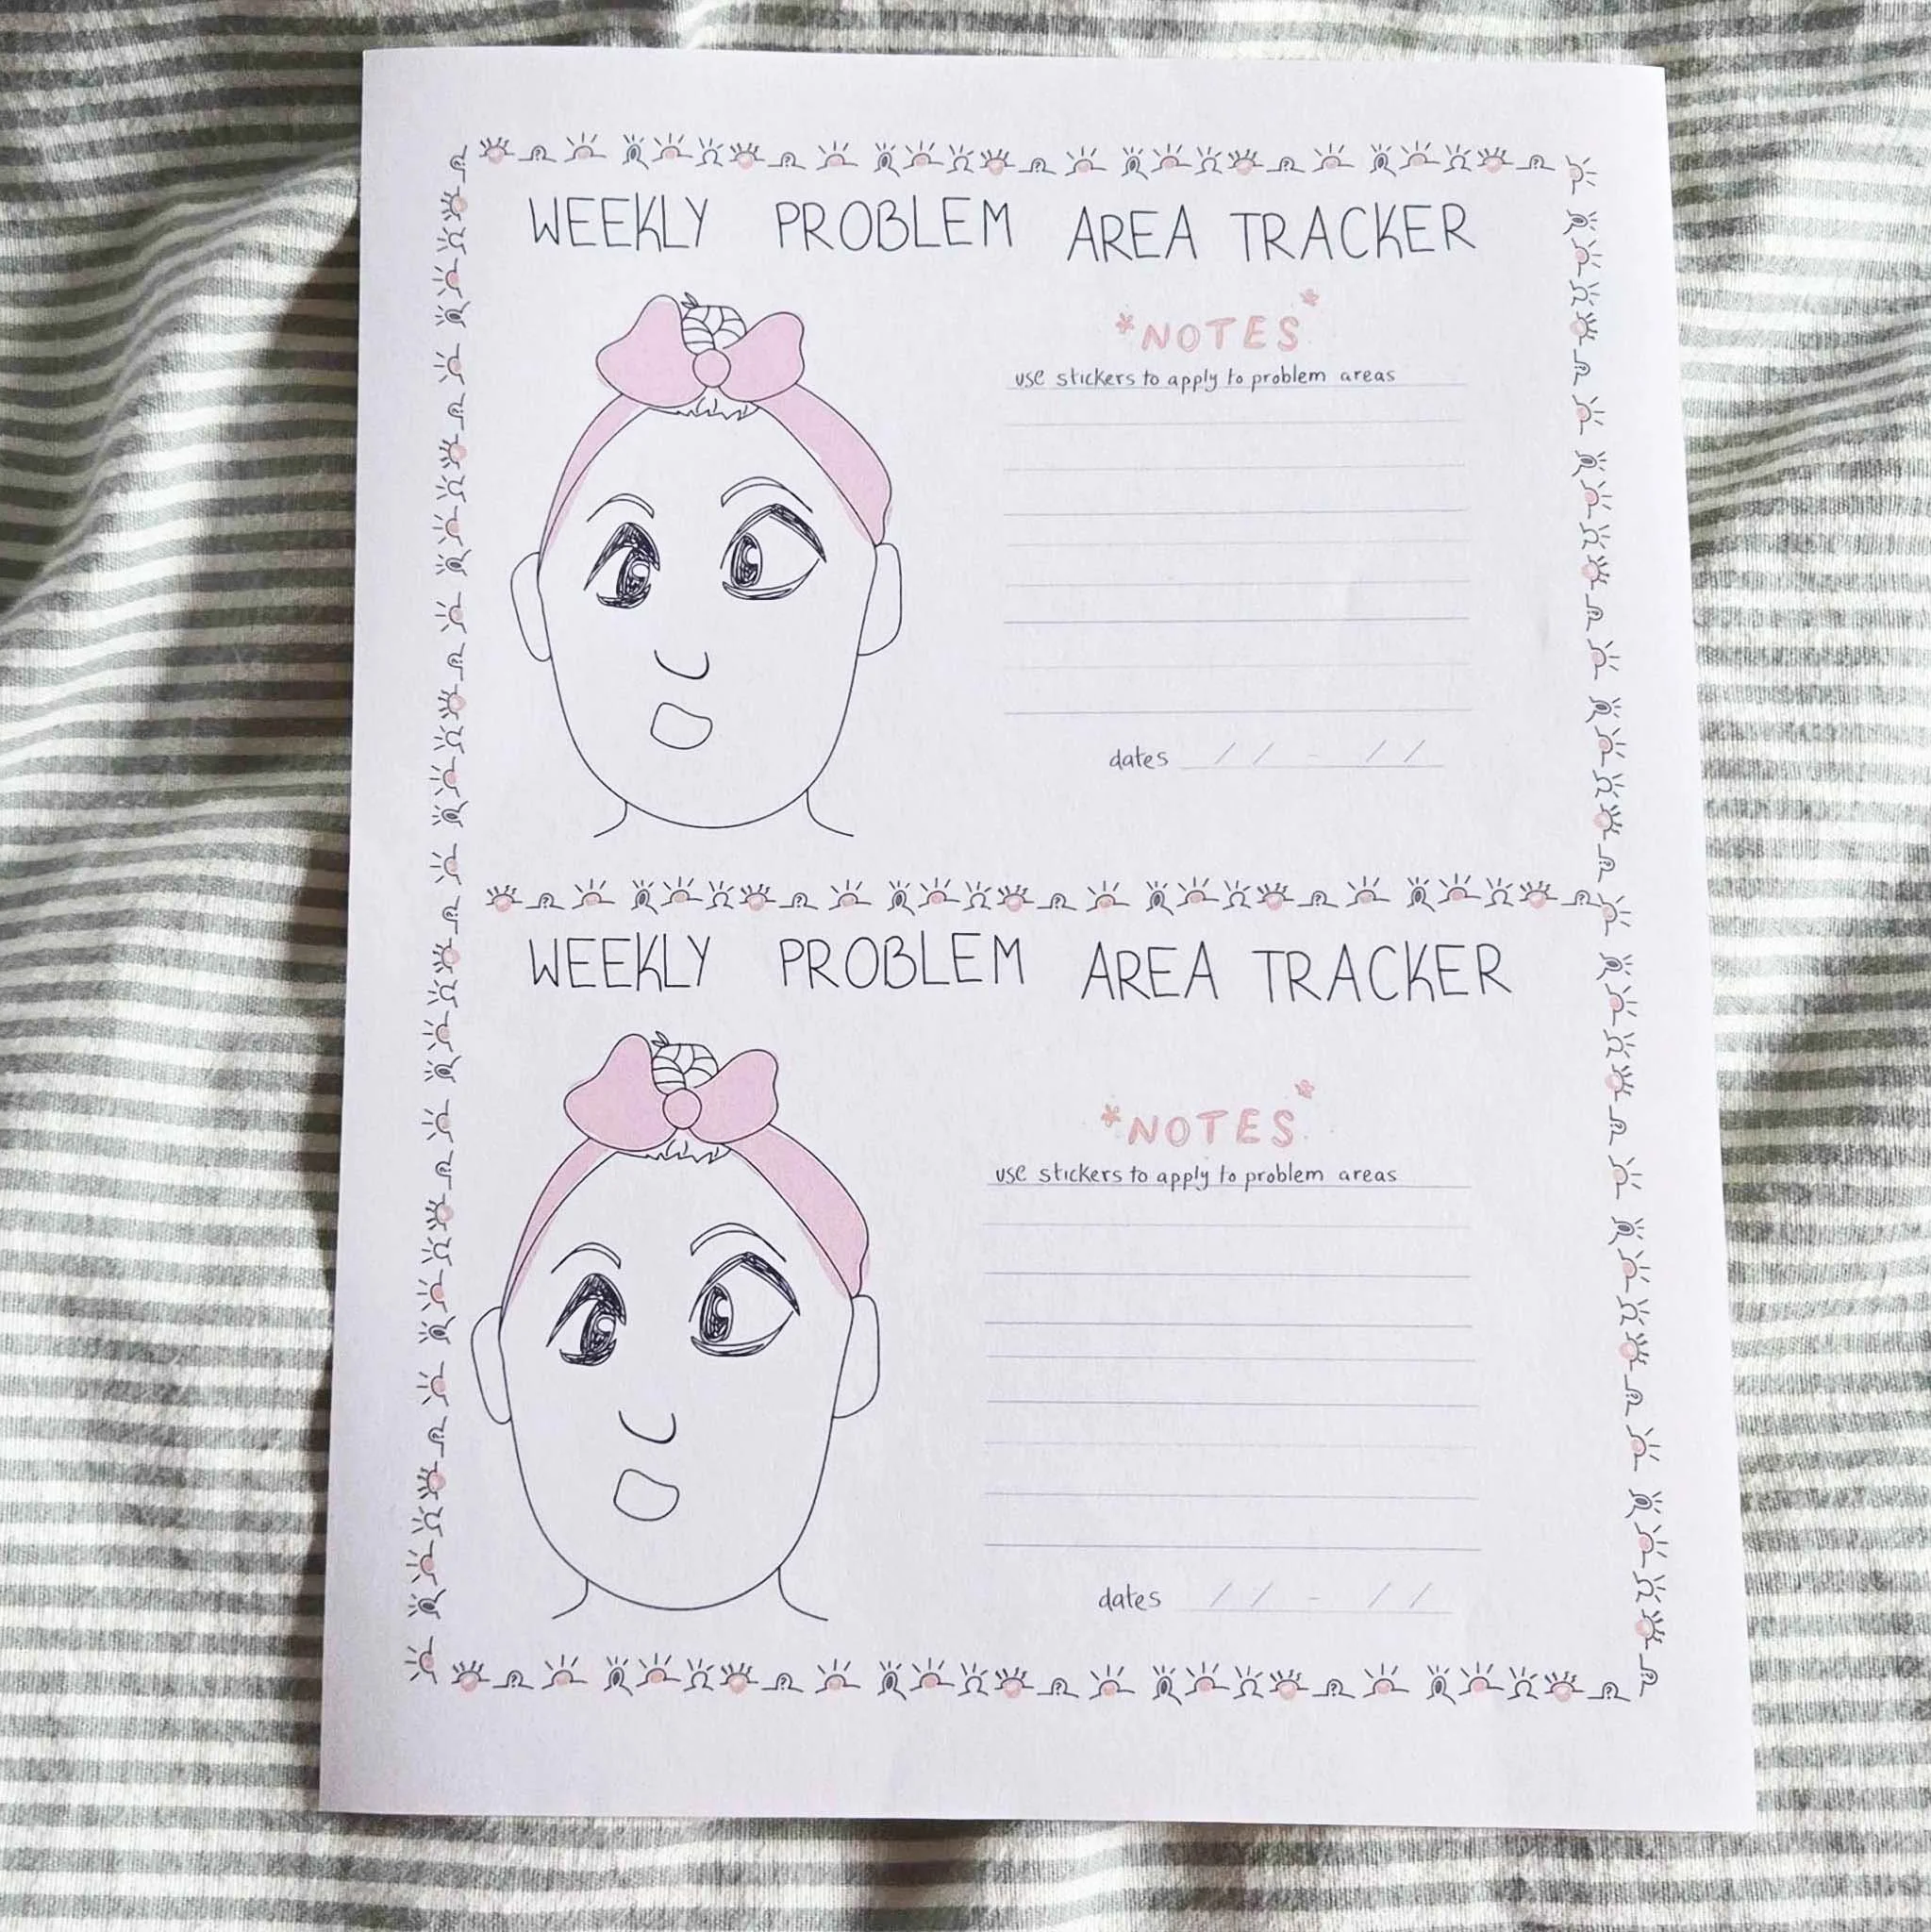 WEEKLY PROBLEM AREA TRACKER
*NOTES*
use stickers to apply to problem areas
dates / / - / /
WEEKLY PROBLEM AREA TRACKER
*NOTES*
use stickers to apply to problem areas
dates / / - / /